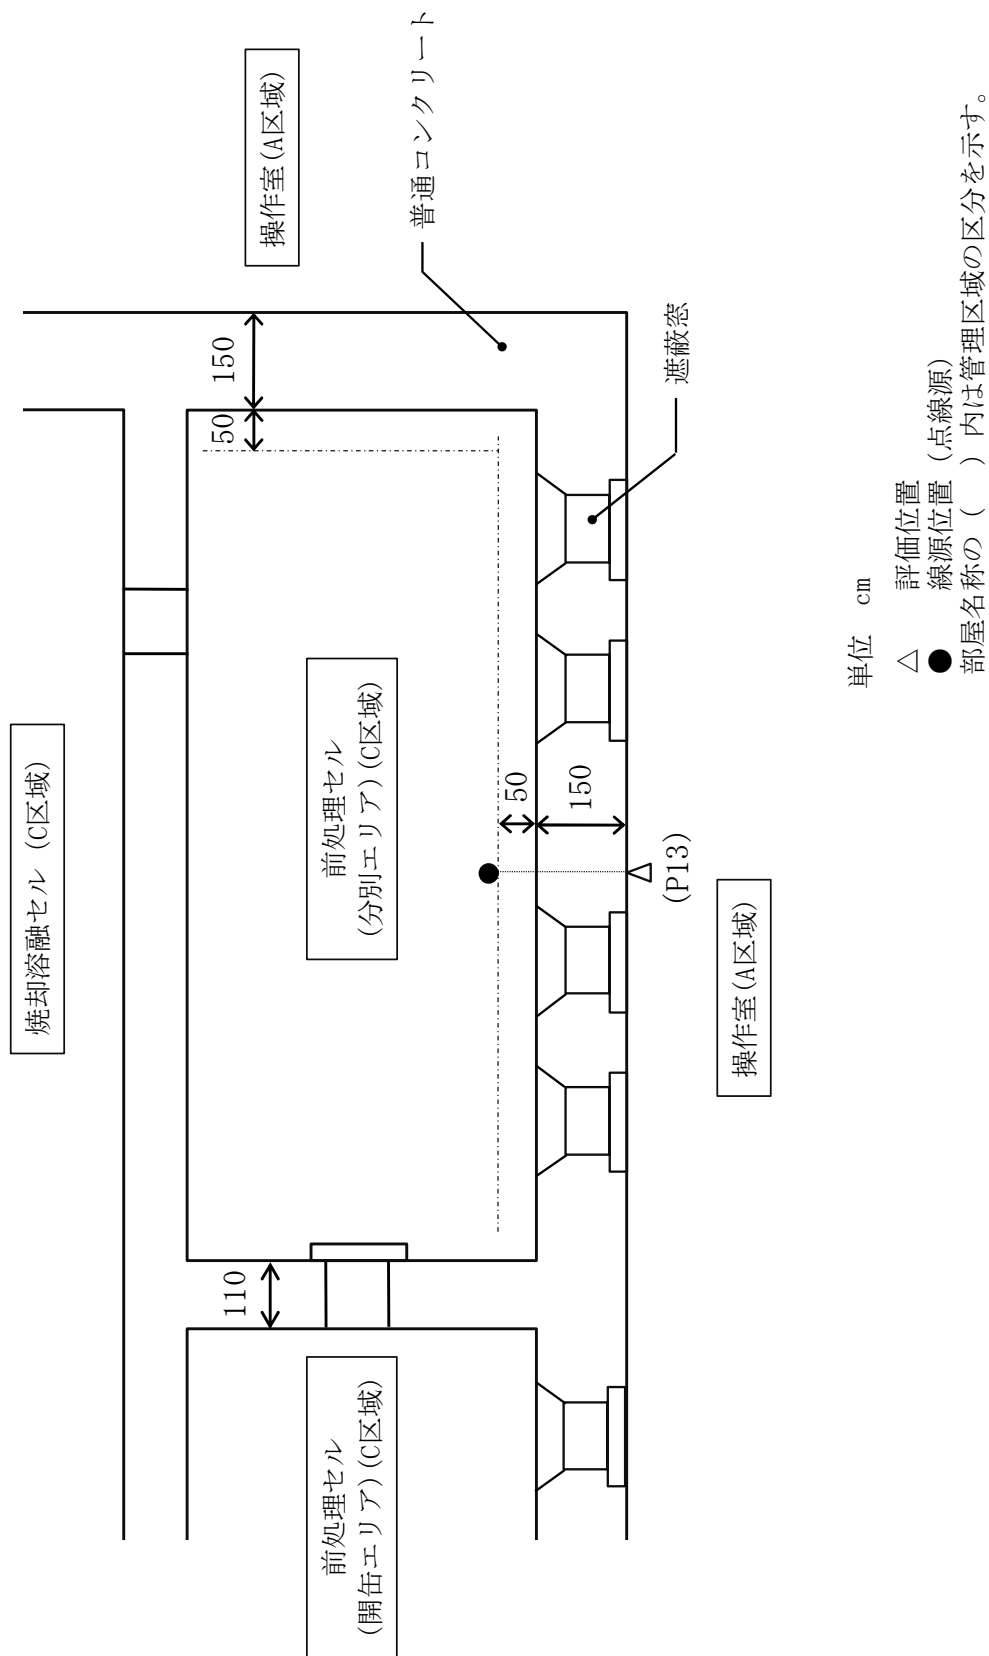 焼却溶融セル (C区域)
操作室(A区域)
普通コンクリート
150
50
前処理セル
(分別エリア)(C区域)
110
前処理セル
(開缶エリア)(C区域)
50
150
遮蔽窓
(P13)
操作室(A区域)
単位 cm
△ 評価位置
● 線源位置 (点線源)
部屋名称の( )内は管理区域の区分を示す。